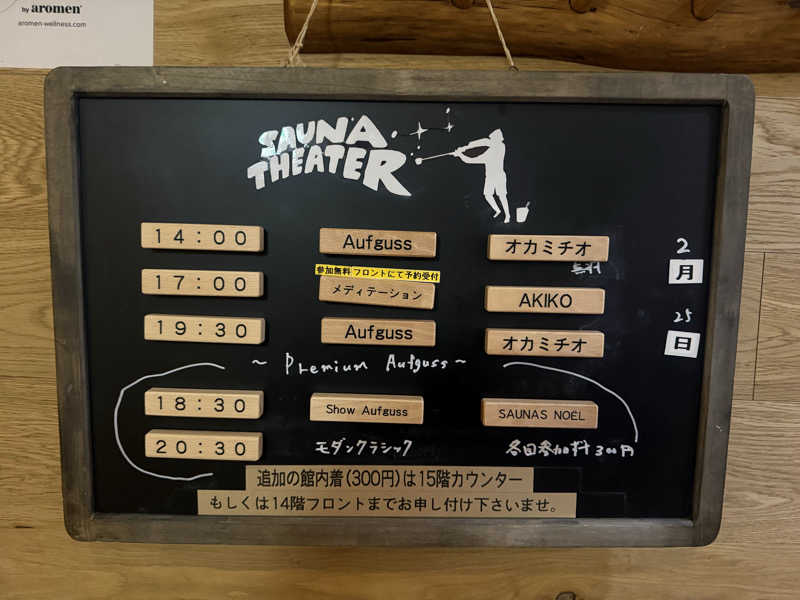 by aromen
aromen-wellness.com
SAUNA
THEATER
14:00 Aufguss オカミチオ
2
月
参加無料 フロントにて予約受付
17:00 メディテーション AKIKO
25
日
19:30 Aufguss オカミチオ
～ Premium Aufguss ～
18:30 Show Aufguss SAUNAS NOEL
20:30 モダンクラシック 各回参加料300円
追加の館内着(300円)は15階カウンター
もしくは14階フロントまでお申し付け下さいませ。